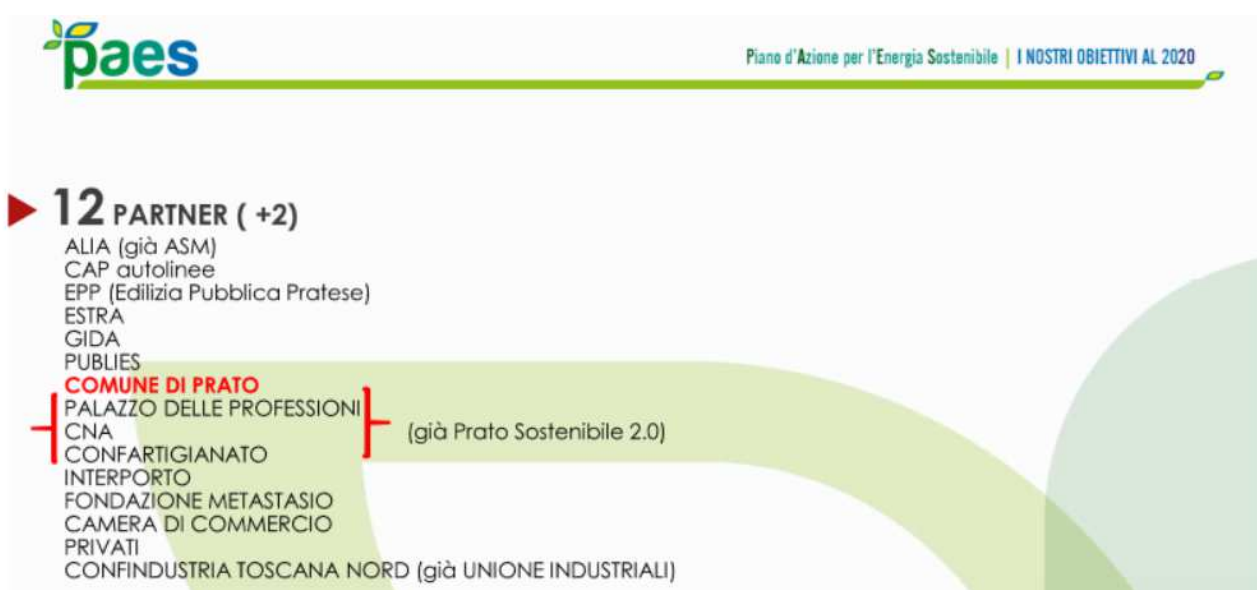 paes
Piano d'Azione per l'Energia Sostenibile | I NOSTRI OBIETTIVI AL 2020
12 PARTNER ( +2)
ALIA (già ASM)
CAP autolinee
EPP (Edilizia Pubblica Pratese)
ESTRA
GIDA
PUBLIES
COMUNE DI PRATO
PALAZZO DELLE PROFESSIONI
CNA (già Prato Sostenibile 2.0)
CONFARTIGIANATO
INTERPORTO
FONDAZIONE METASTASIO
CAMERA DI COMMERCIO
PRIVATI
CONFINDUSTRIA TOSCANA NORD (già UNIONE INDUSTRIALI)